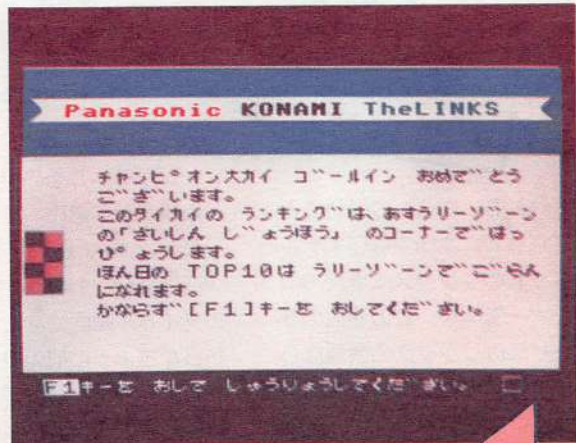 Panasonic KONAMI TheLINKS
チャンピオン大カイ ゴールイン おめでとう
ございます。
このタイカイの ランキングは、あすラリーゾーン
の「さいしん じょうほう」 のコーナーではっ
ぴょうします。
ほん日の TOP10は ラリーゾーンでごらん
になれます。
かならず[F1]キーを おしてください。
F1キーを おして しゅうりょうしてください。